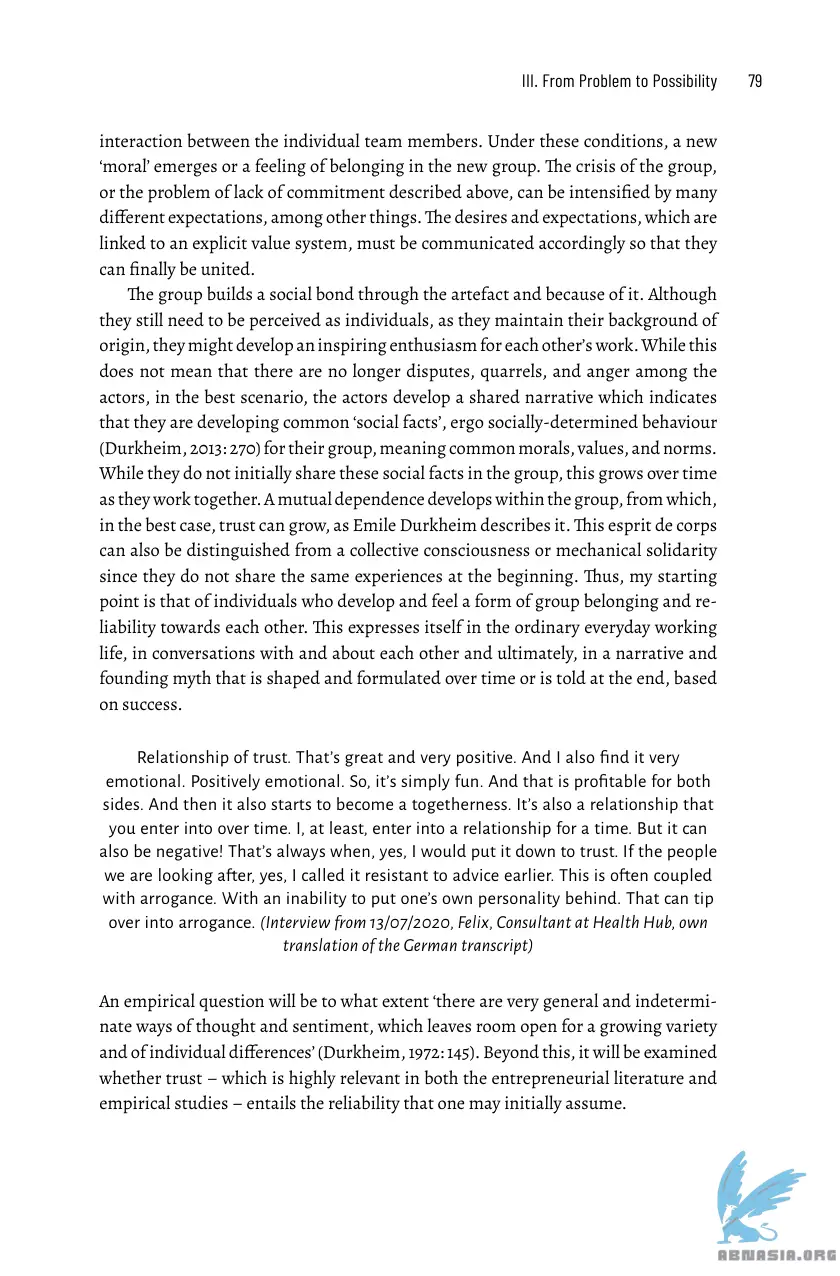 III. From Problem to Possibility 79
interaction between the individual team members. Under these conditions, a new
‘moral’ emerges or a feeling of belonging in the new group. The crisis of the group,
or the problem of lack of commitment described above, can be intensified by many
different expectations, among other things. The desires and expectations, which are
linked to an explicit value system, must be communicated accordingly so that they
can finally be united.
The group builds a social bond through the artefact and because of it. Although
they still need to be perceived as individuals, as they maintain their background of
origin, they might develop an inspiring enthusiasm for each other’s work. While this
does not mean that there are no longer disputes, quarrels, and anger among the
actors, in the best scenario, the actors develop a shared narrative which indicates
that they are developing common ‘social facts’, ergo socially-determined behaviour
(Durkheim, 2013: 270) for their group, meaning common morals, values, and norms.
While they do not initially share these social facts in the group, this grows over time
as they work together. A mutual dependence develops within the group, from which,
in the best case, trust can grow, as Emile Durkheim describes it. This esprit de corps
can also be distinguished from a collective consciousness or mechanical solidarity
since they do not share the same experiences at the beginning. Thus, my starting
point is that of individuals who develop and feel a form of group belonging and re-
liability towards each other. This expresses itself in the ordinary everyday working
life, in conversations with and about each other and ultimately, in a narrative and
founding myth that is shaped and formulated over time or is told at the end, based
on success.
Relationship of trust. That’s great and very positive. And I also find it very
emotional. Positively emotional. So, it’s simply fun. And that is profitable for both
sides. And then it also starts to become a togetherness. It’s also a relationship that
you enter into over time. I, at least, enter into a relationship for a time. But it can
also be negative! That’s always when, yes, I would put it down to trust. If the people
we are looking after, yes, I called it resistant to advice earlier. This is often coupled
with arrogance. With an inability to put one’s own personality behind. That can tip
over into arrogance. (Interview from 13/07/2020, Felix, Consultant at Health Hub, own
translation of the German transcript)
An empirical question will be to what extent ‘there are very general and indetermi-
nate ways of thought and sentiment, which leaves room open for a growing variety
and of individual differences’ (Durkheim, 1972: 145). Beyond this, it will be examined
whether trust – which is highly relevant in both the entrepreneurial literature and
empirical studies – entails the reliability that one may initially assume.
ABNASIA.ORG